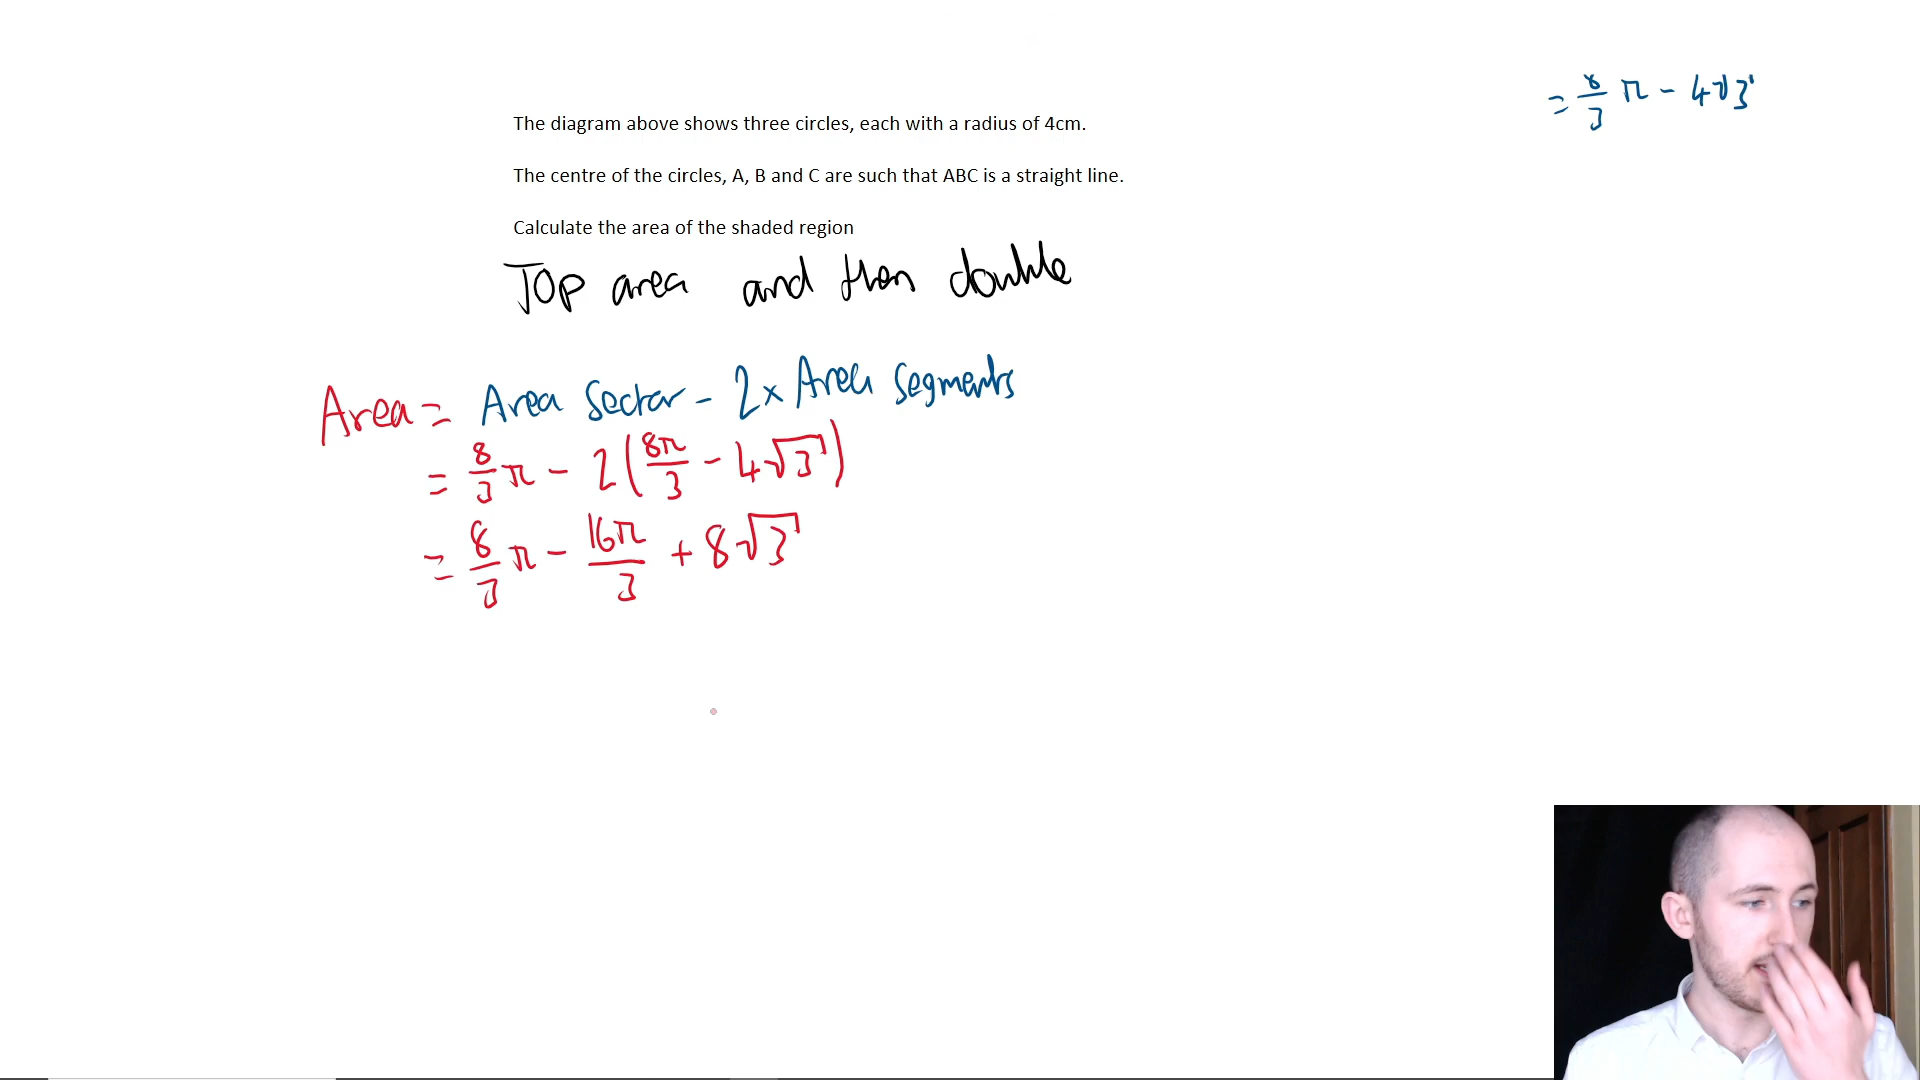 = 8/3 π - 4√3
The diagram above shows three circles, each with a radius of 4cm.
The centre of the circles, A, B and C are such that ABC is a straight line.
Calculate the area of the shaded region
Top area and then double
Area = Area Sector - 2 x Area segments
= 8/3 π - 2(8π/3 - 4√3)
= 8/3 π - 16π/3 + 8√3